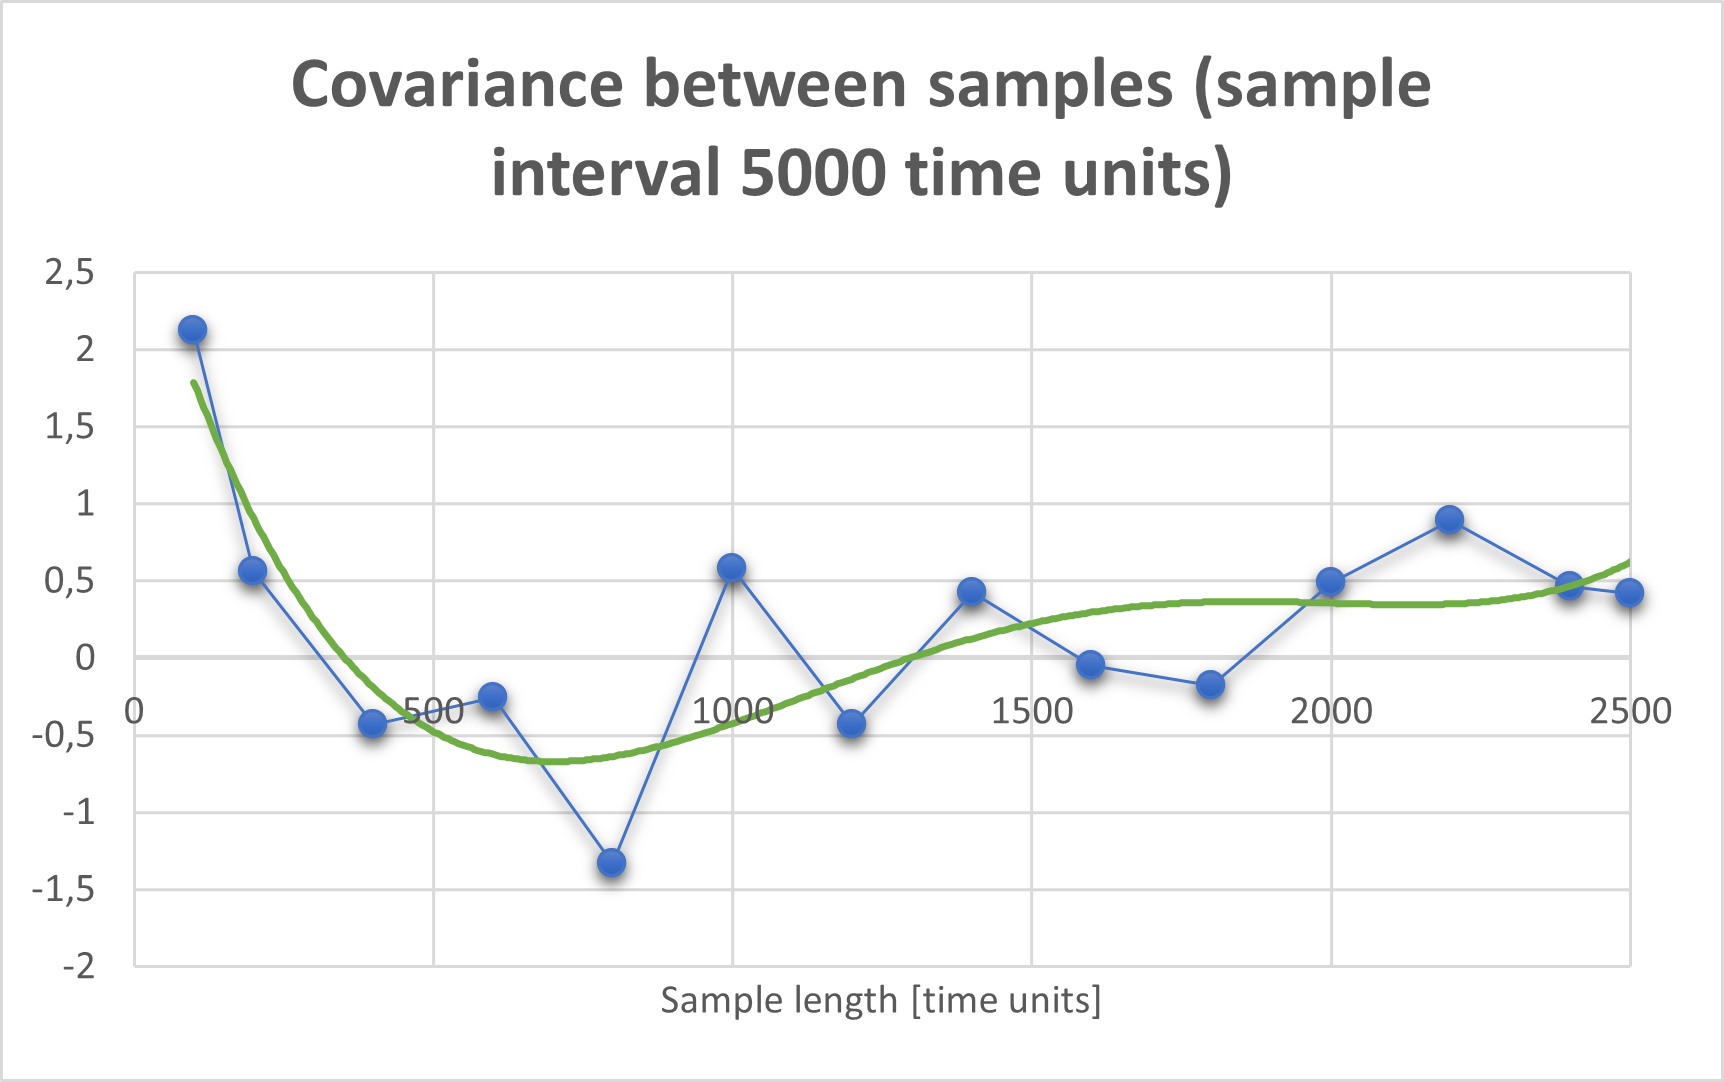 Covariance between samples (sample
interval 5000 time units)
2,5
2
1,5
1
0,5
0
-0,5
-1
-1,5
-2
0 500 1000 1500 2000 2500
Sample length [time units]